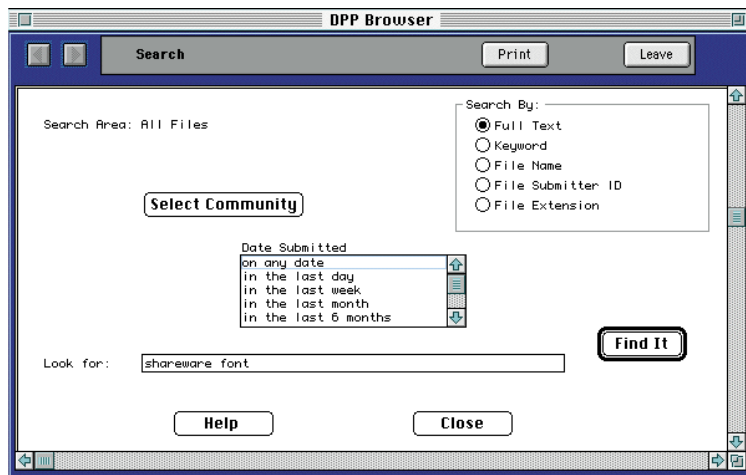 DPP Browser
Search
Print
Leave
Search Area: All Files
Search By:
Full Text
Keyword
File Name
File Submitter ID
File Extension
Select Community
Date Submitted
on any date
in the last day
in the last week
in the last month
in the last 6 months
Find It
Look for:
shareware font
Help
Close